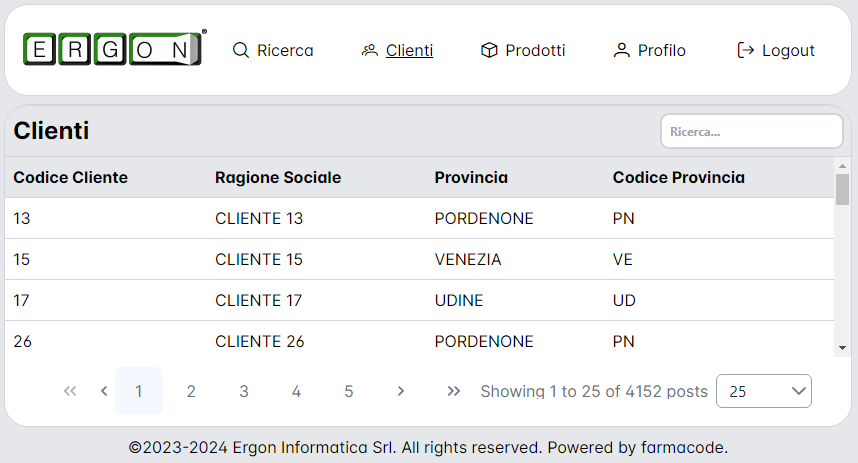 ERGON® Ricerca Clienti Prodotti Profilo Logout
Clienti Ricerca...
Codice Cliente Ragione Sociale Provincia Codice Provincia
13 CLIENTE 13 PORDENONE PN
15 CLIENTE 15 VENEZIA VE
17 CLIENTE 17 UDINE UD
26 CLIENTE 26 PORDENONE PN
1 2 3 4 5 Showing 1 to 25 of 4152 posts 25
©2023-2024 Ergon Informatica Srl. All rights reserved. Powered by farmacode.